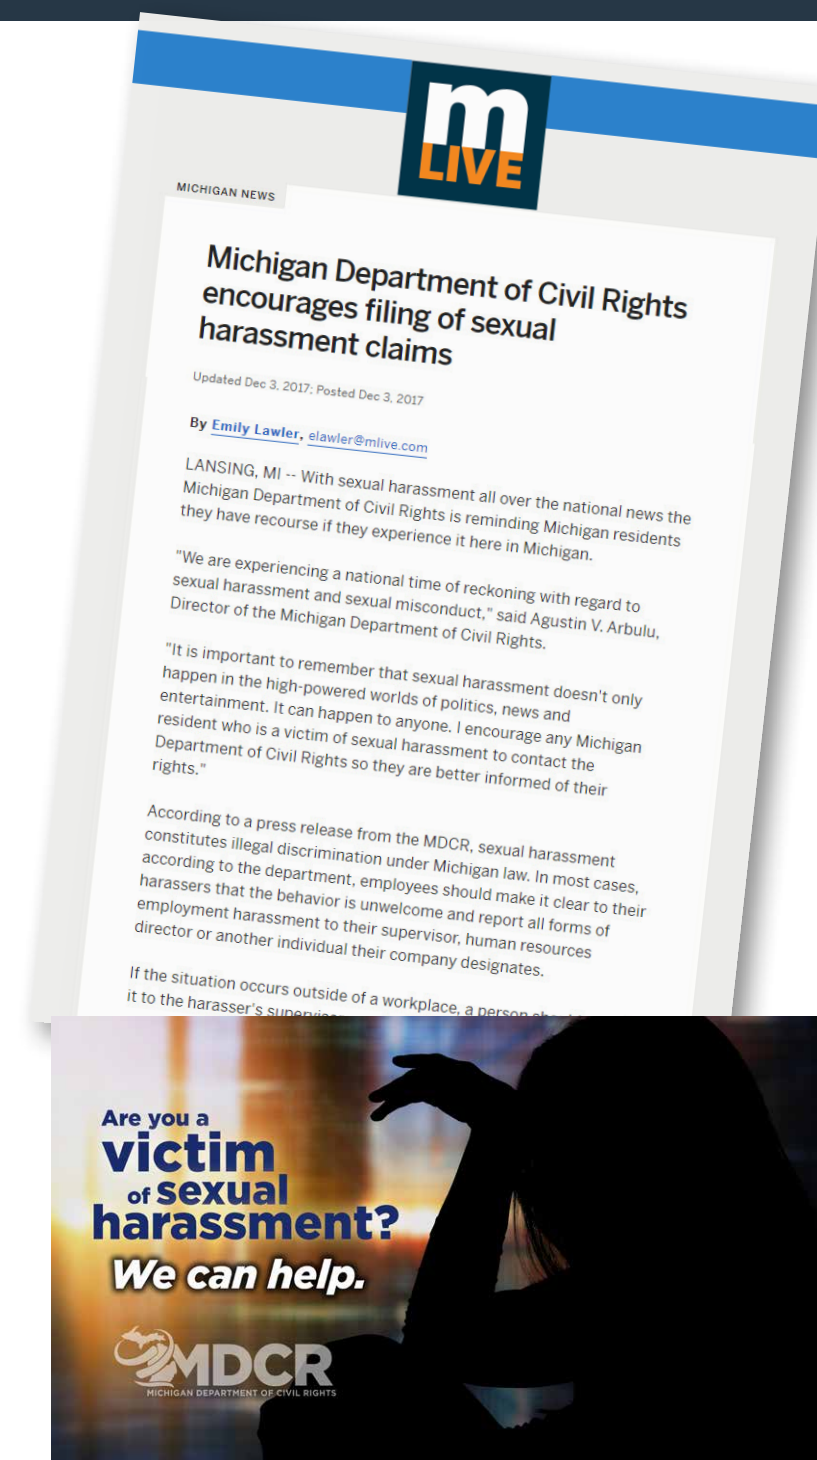 m
LIVE
MICHIGAN NEWS
Michigan Department of Civil Rights
encourages filing of sexual
harassment claims
Updated Dec 3, 2017; Posted Dec 3, 2017
By Emily Lawler, elawler@mlive.com
LANSING, MI -- With sexual harassment all over the national news the
Michigan Department of Civil Rights is reminding Michigan residents
they have recourse if they experience it here in Michigan.
"We are experiencing a national time of reckoning with regard to
sexual harassment and sexual misconduct," said Agustin V. Arbulu,
Director of the Michigan Department of Civil Rights.
"It is important to remember that sexual harassment doesn't only
happen in the high-powered worlds of politics, news and
entertainment. It can happen to anyone. I encourage any Michigan
resident who is a victim of sexual harassment to contact the
Department of Civil Rights so they are better informed of their
rights."
According to a press release from the MDCR, sexual harassment
constitutes illegal discrimination under Michigan law. In most cases,
according to the department, employees should make it clear to their
harassers that the behavior is unwelcome and report all forms of
employment harassment to their supervisor, human resources
director or another individual their company designates.
If the situation occurs outside of a workplace, a person
it to the harasser's
Are you a
victim
of sexual
harassment?
We can help.
MDCR
MICHIGAN DEPARTMENT OF CIVIL RIGHTS